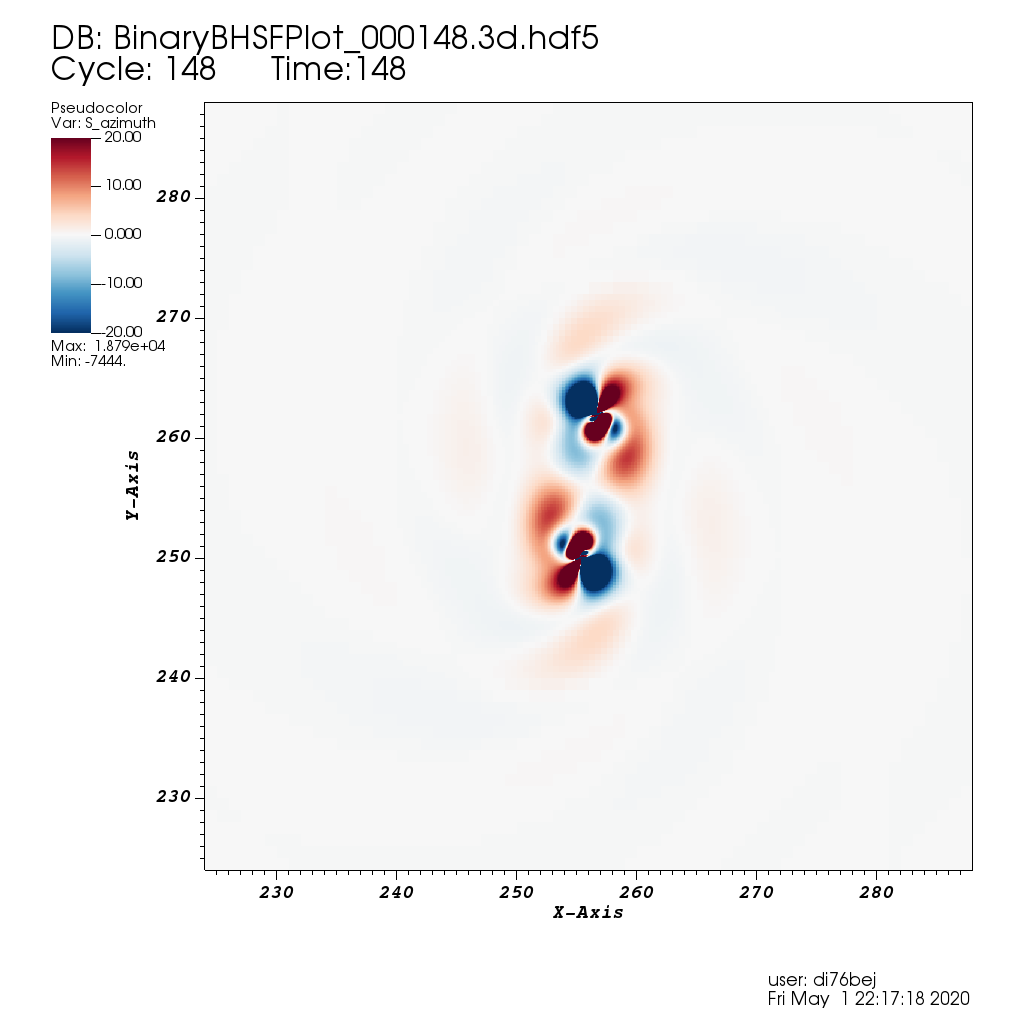 DB: BinaryBHSFPlot_000148.3d.hdf5
Cycle: 148 Time:148
Pseudocolor
Var: S_azimuth
20.00
10.00
0.000
-10.00
-20.00
Max: 1.879e+04
Min: -7444.
280
270
260
250
240
230
Y-Axis
230 240 250 260 270 280
X-Axis
user: di76bej
Fri May 1 22:17:18 2020